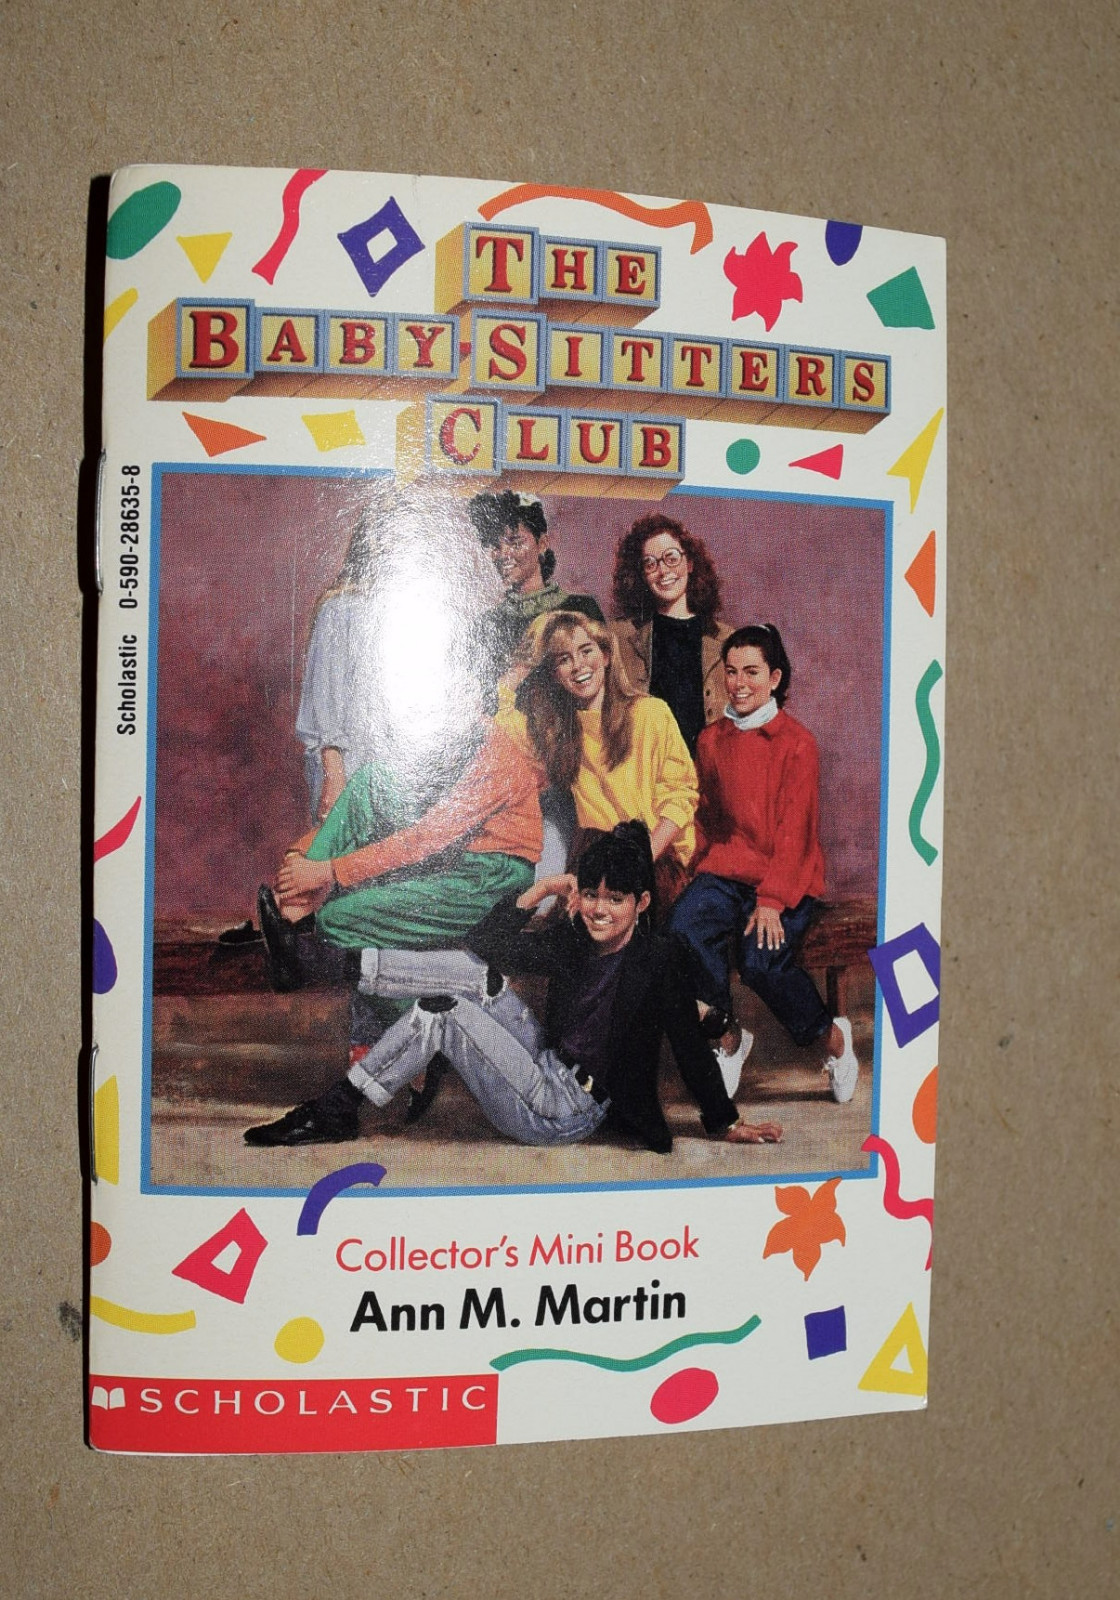 THE
BABY-SITTERS
CLUB
Scholastic 0-590-28635-8
Collector's Mini Book
Ann M. Martin
SCHOLASTIC